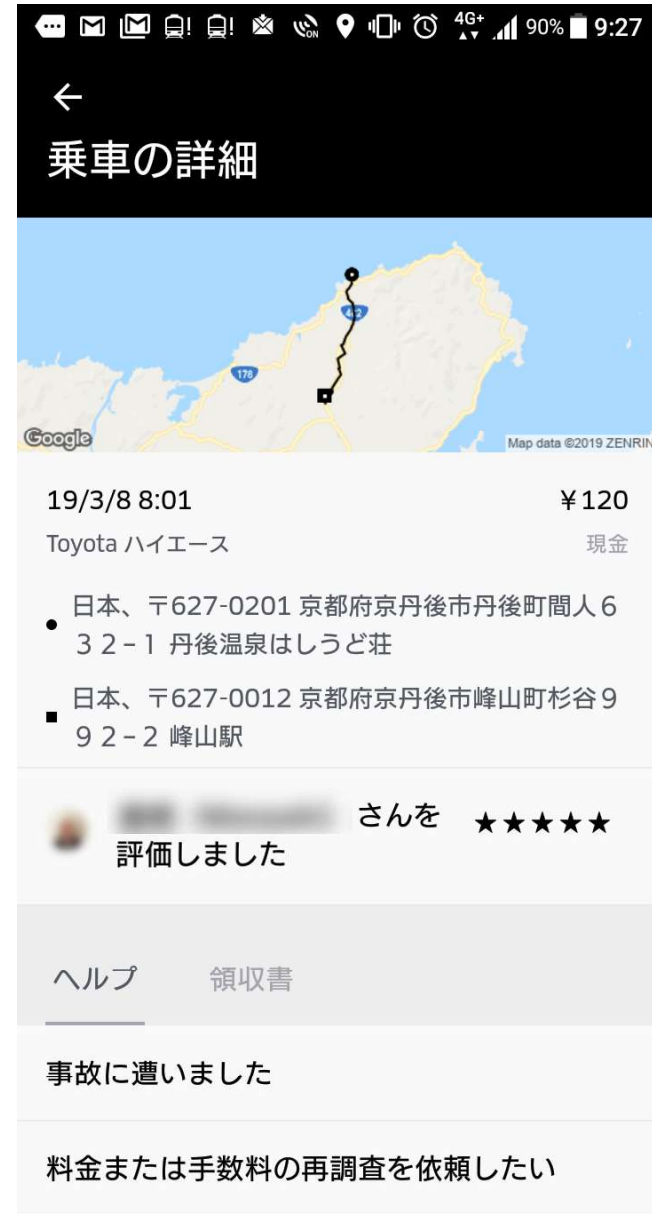 4G+ 90% 9:27
乗車の詳細
482
178
Google
Map data ©2019 ZENRIN
19/3/8 8:01 ¥120
Toyota ハイエース 現金
日本、〒627-0201 京都府京丹後市丹後町間人6
32−1 丹後温泉はしうど荘
日本、〒627-0012 京都府京丹後市峰山町杉谷9
92−2 峰山駅
さんを ★★★★★
評価しました
ヘルプ 領収書
事故に遭いました
料金または手数料の再調査を依頼したい